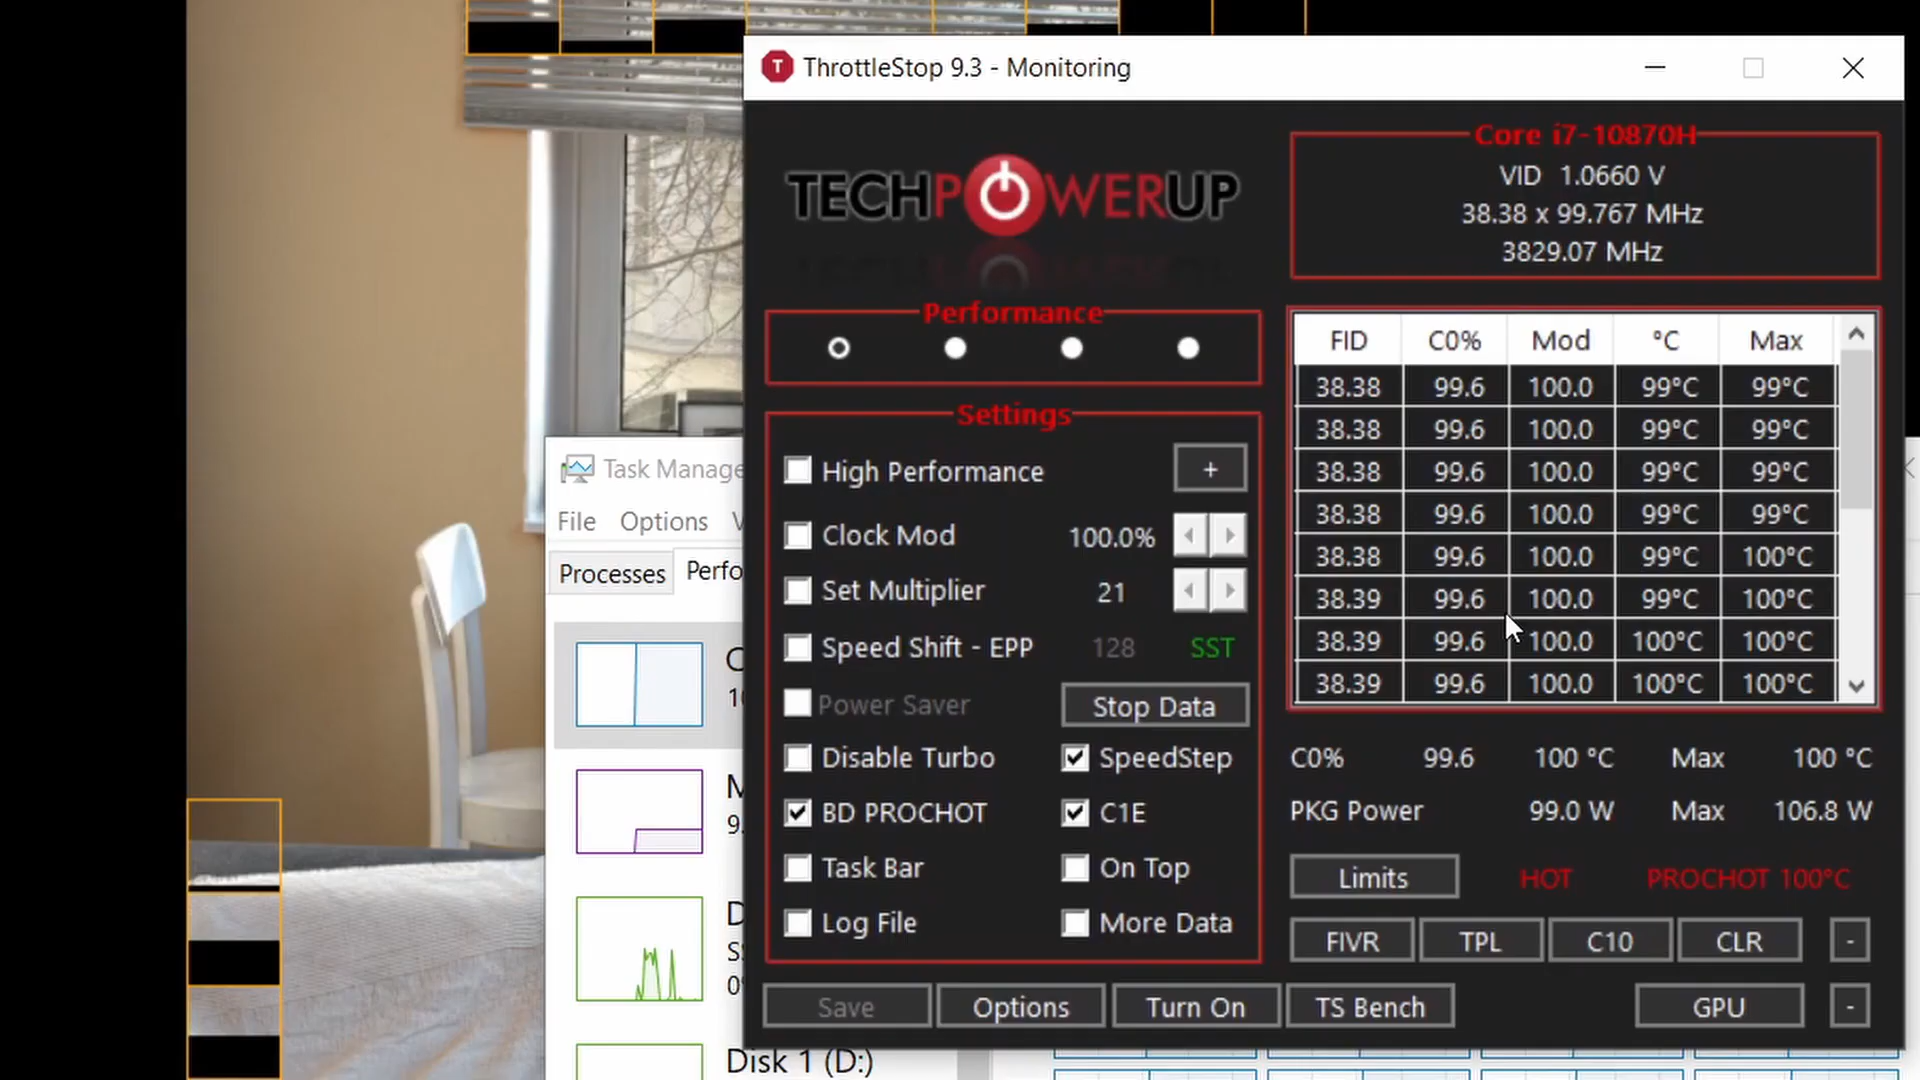 ThrottleStop 9.3 - Monitoring
TECHPOWERUP
Core i7-10870H
VID 1.0660 V
38.38 x 99.767 MHz
3829.07 MHz
Performance
Settings
High Performance +
Clock Mod 100.0%
Set Multiplier 21
Speed Shift - EPP 128 SST
Power Saver Stop Data
Disable Turbo SpeedStep
BD PROCHOT C1E
Task Bar On Top
Log File More Data
FID C0% Mod °C Max
38.38 99.6 100.0 99°C 99°C
38.38 99.6 100.0 99°C 99°C
38.38 99.6 100.0 99°C 99°C
38.38 99.6 100.0 99°C 99°C
38.38 99.6 100.0 99°C 100°C
38.39 99.6 100.0 99°C 100°C
38.39 99.6 100.0 100°C 100°C
38.39 99.6 100.0 100°C 100°C
C0% 99.6 100 °C Max 100 °C
PKG Power 99.0 W Max 106.8 W
Limits HOT PROCHOT 100°C
FIVR TPL C10 CLR -
Save Options Turn On TS Bench GPU -
Task Manage
File Options
Processes Perfo
Disk 1 (D:)